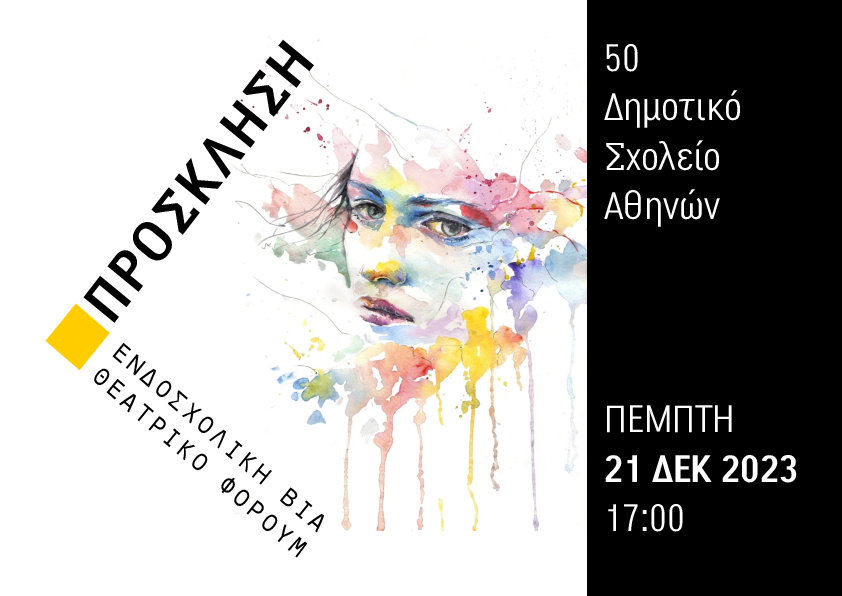 ΠΡΟΣΚΛΗΣΗ
ΕΝΔΟΣΧΟΛΙΚΗ ΒΙΑ
ΘΕΑΤΡΙΚΟ ΦΟΡΟΥΜ
50
Δημοτικό
Σχολείο
Αθηνών
ΠΕΜΠΤΗ
21 ΔΕΚ 2023
17:00